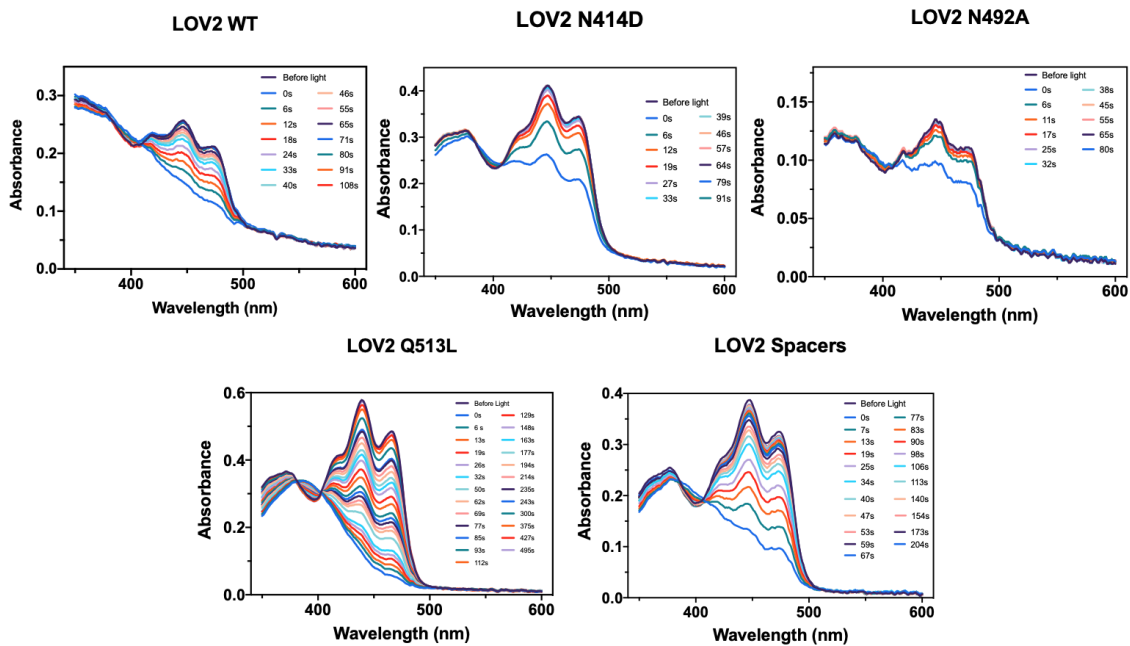 LOV2 WT
LOV2 N414D
LOV2 N492A
Absorbance
0.3
0.2
0.1
0.0
400
500
600
Wavelength (nm)
Before light
0s
6s
12s
18s
24s
33s
40s
46s
55s
65s
71s
80s
91s
108s
Absorbance
0.4
0.3
0.2
0.1
0.0
400
500
600
Wavelength (nm)
Before light
0s
6s
12s
19s
27s
33s
39s
46s
57s
64s
79s
91s
Absorbance
0.15
0.10
0.05
0.00
400
500
600
Wavelength (nm)
Before light
0s
6s
11s
17s
25s
32s
38s
45s
55s
65s
80s
LOV2 Q513L
LOV2 Spacers
Absorbance
0.6
0.4
0.2
0.0
400
500
600
Wavelength (nm)
Before Light
0s
6 s
13s
19s
26s
32s
50s
62s
69s
77s
85s
93s
112s
129s
148s
163s
177s
194s
214s
235s
243s
300s
375s
427s
495s
Absorbance
0.4
0.3
0.2
0.1
0.0
400
500
600
Wavelength (nm)
Before Light
0s
7s
13s
19s
25s
34s
40s
47s
53s
59s
67s
77s
83s
90s
98s
106s
113s
140s
154s
173s
204s